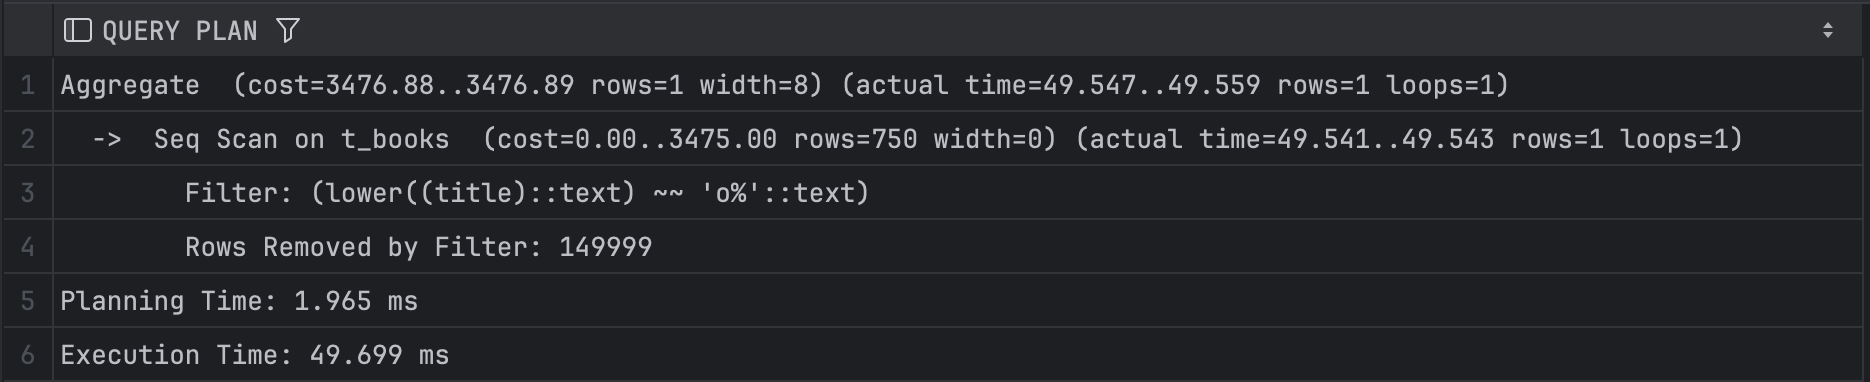 QUERY PLAN
1 Aggregate  (cost=3476.88..3476.89 rows=1 width=8) (actual time=49.547..49.559 rows=1 loops=1)
2   ->  Seq Scan on t_books  (cost=0.00..3475.00 rows=750 width=0) (actual time=49.541..49.543 rows=1 loops=1)
3         Filter: (lower((title)::text) ~~ 'o%'::text)
4         Rows Removed by Filter: 149999
5 Planning Time: 1.965 ms
6 Execution Time: 49.699 ms